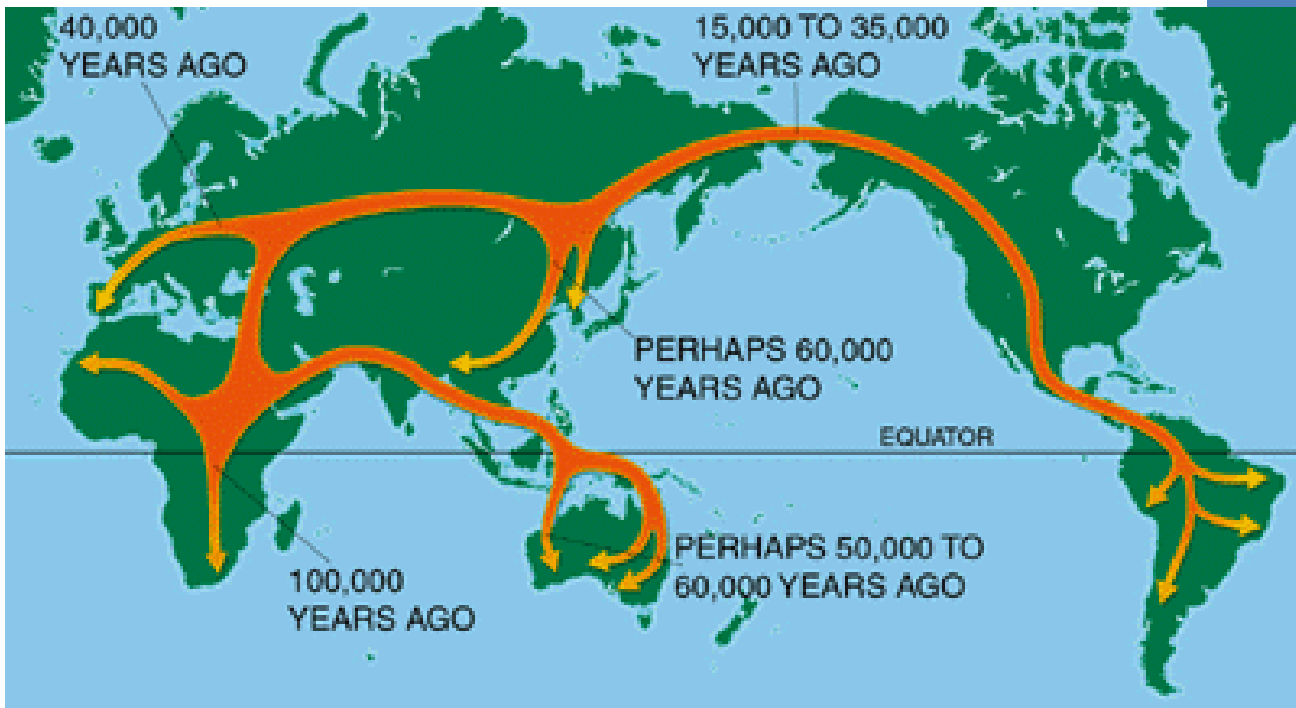 40,000
YEARS AGO
15,000 TO 35,000
YEARS AGO
PERHAPS 60,000
YEARS AGO
EQUATOR
PERHAPS 50,000 TO
60,000 YEARS AGO
100,000
YEARS AGO